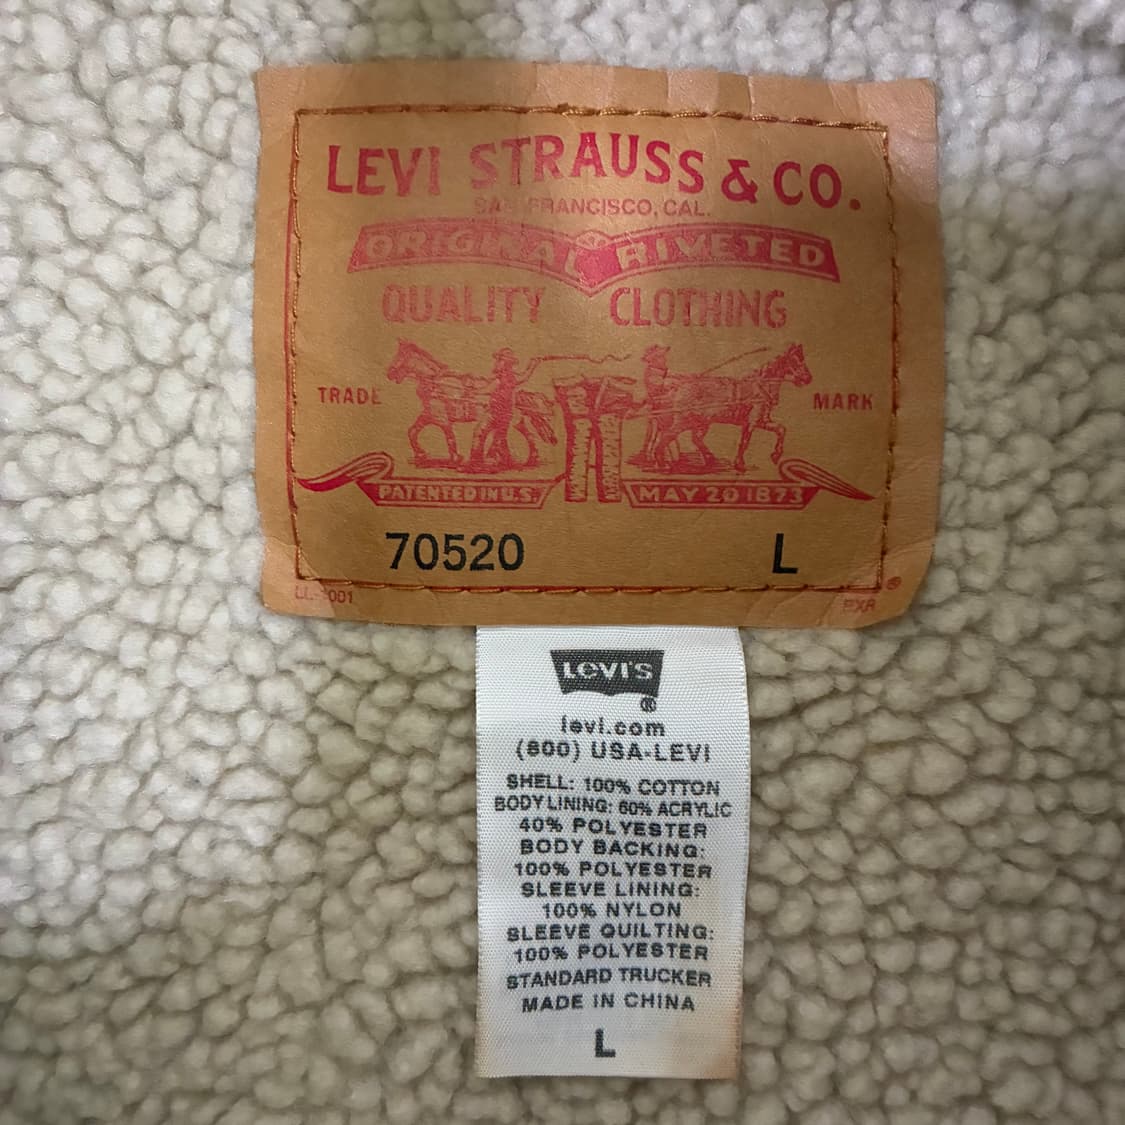 LEVI STRAUSS & CO.
SAN FRANCISCO, CAL.
ORIGINAL RIVETED
QUALITY CLOTHING
TRADE MARK
PATENTED IN U.S. MAY 20 1873
70520 L
®
EXR
LEVI'S
®
levi.com
(800) USA-LEVI
SHELL: 100% COTTON
BODY LINING: 60% ACRYLIC
40% POLYESTER
BODY BACKING:
100% POLYESTER
SLEEVE LINING:
100% NYLON
SLEEVE QUILTING:
100% POLYESTER
STANDARD TRUCKER
MADE IN CHINA
L